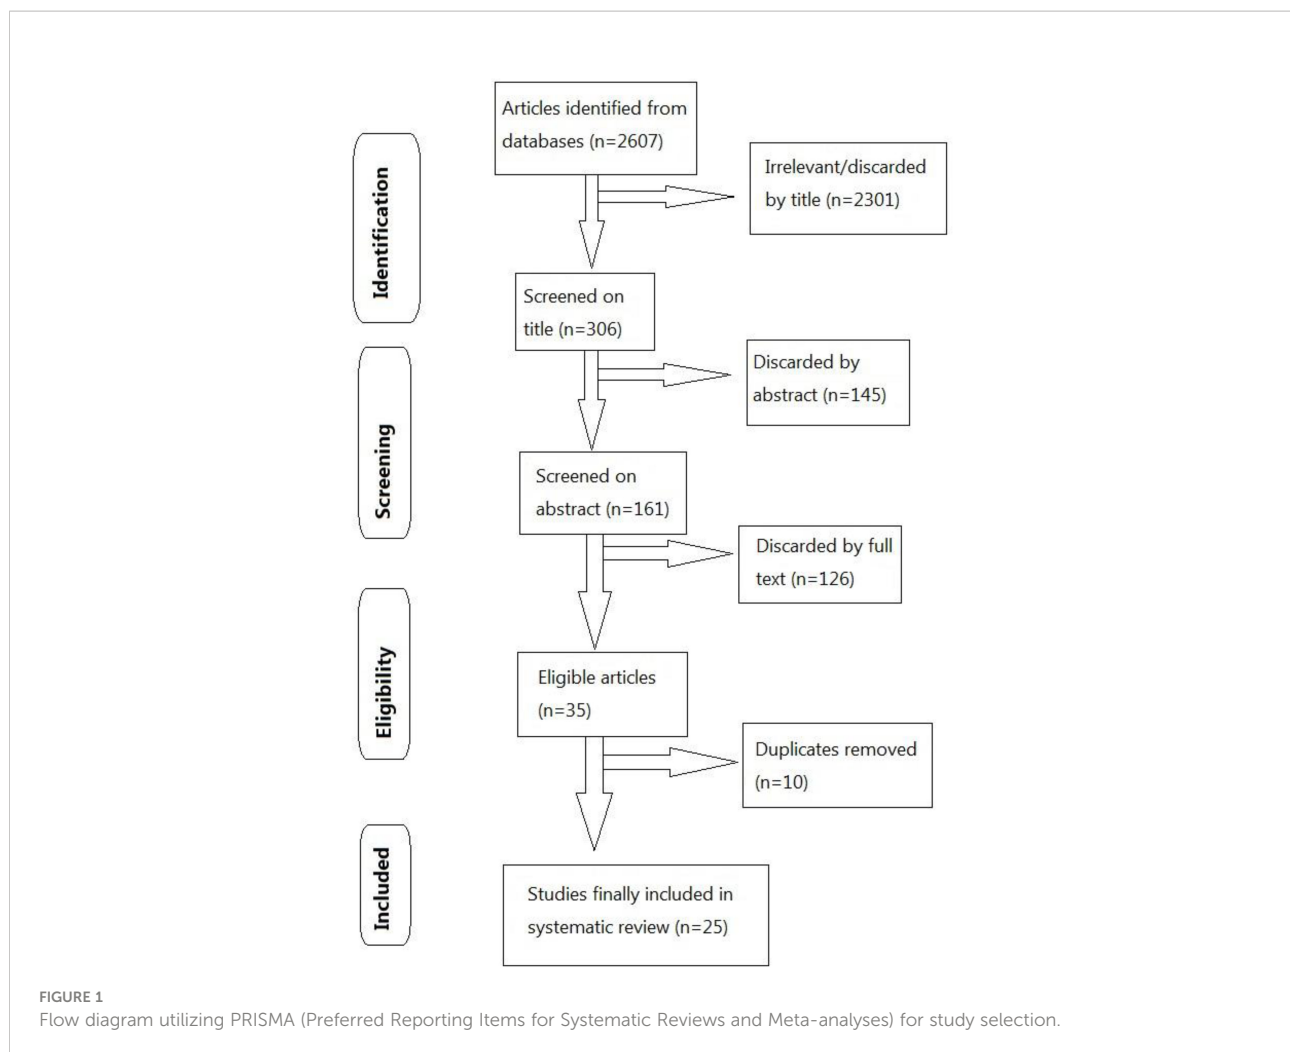 Articles identified from
databases (n=2607)
Irrelevant/discarded
by title (n=2301)
Identification
Screened on
title (n=306)
Discarded by
abstract (n=145)
Screening
Screened on
abstract (n=161)
Discarded by full
text (n=126)
Eligibility
Eligible articles
(n=35)
Duplicates removed
(n=10)
Included
Studies finally included in
systematic review (n=25)
FIGURE 1
Flow diagram utilizing PRISMA (Preferred Reporting Items for Systematic Reviews and Meta-analyses) for study selection.